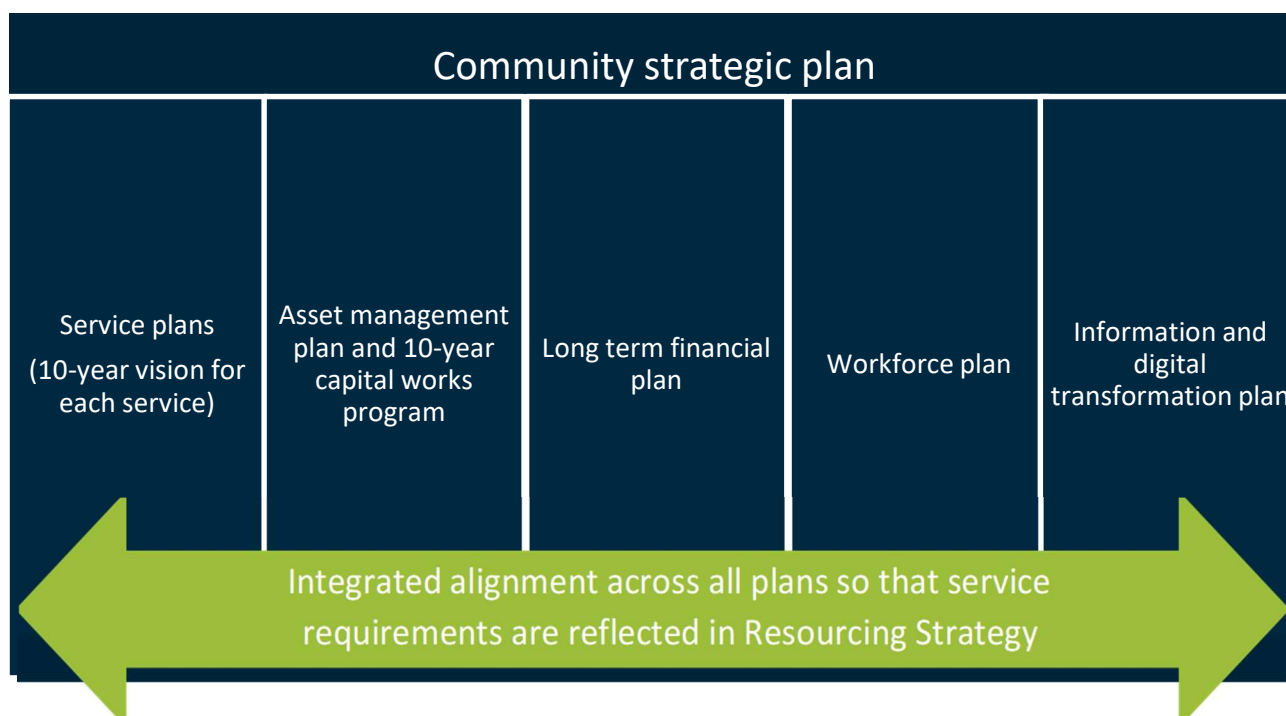 Community strategic plan
Service plans
(10-year vision for
each service)
Asset management
plan and 10-year
capital works
program
Long term financial
plan
Workforce plan
Information and
digital
transformation plan
Integrated alignment across all plans so that service
requirements are reflected in Resourcing Strategy